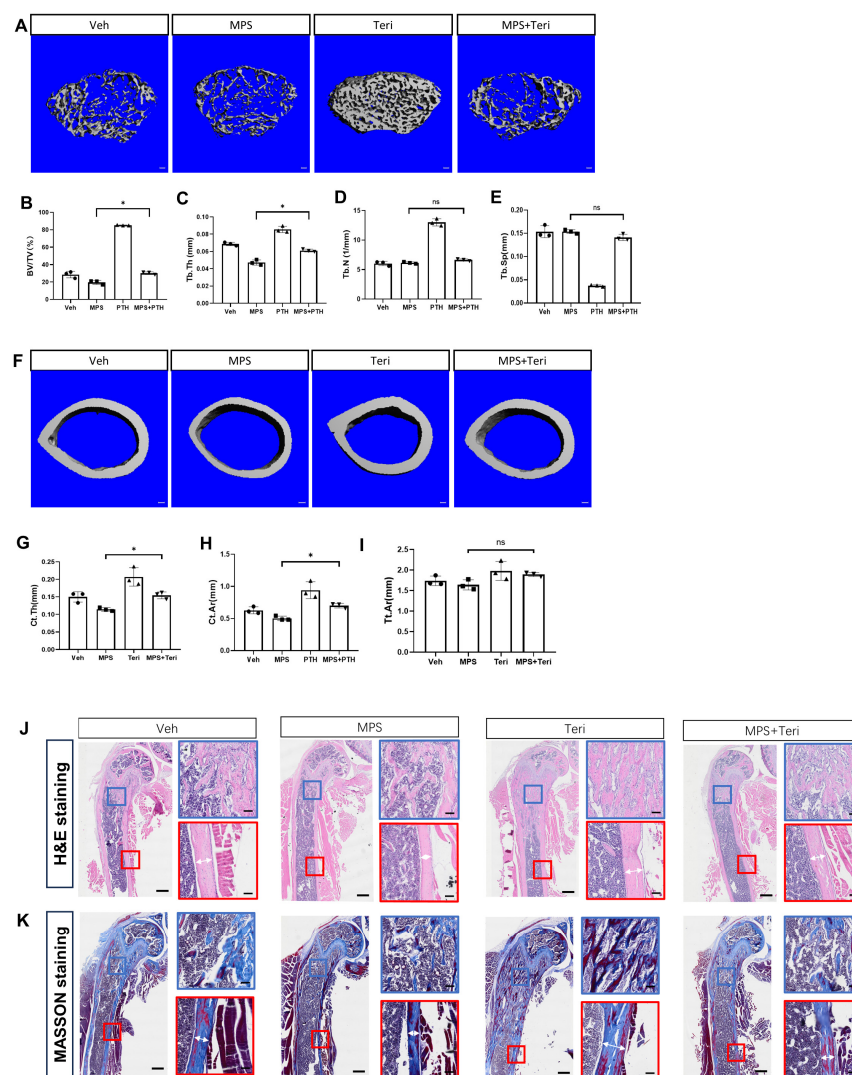 A
Veh MPS Teri MPS+Teri
B
BV/TV(%)
100
80
60
40
20
0
*
Veh MPS PTH MPS+PTH
C
Tb.Th (mm)
0.10
0.08
0.06
0.04
0.02
0.00
*
Veh MPS PTH MPS+PTH
D
Tb.N (1/mm)
15
10
5
0
ns
Veh MPS PTH MPS+PTH
E
Tb.Sp(mm)
0.20
0.15
0.10
0.05
0.00
ns
Veh MPS PTH MPS+PTH
F
Veh MPS Teri MPS+Teri
G
Ct.Th(mm)
0.25
0.20
0.15
0.10
0.05
0.00
*
Veh MPS Teri MPS+Teri
H
Ct.Ar(mm)
1.5
1.0
0.5
0.0
*
Veh MPS PTH MPS+PTH
I
Tt.Ar(mm)
2.5
2.0
1.5
1.0
0.5
0.0
ns
Veh MPS Teri MPS+Teri
J
Veh MPS Teri MPS+Teri
H&E staining
K
MASSON staining